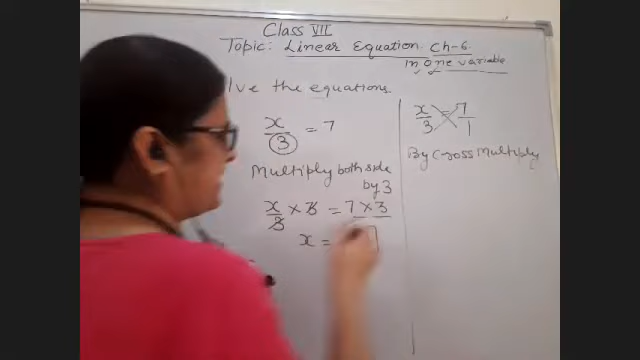 Class VII
Topic: Linear Equation Ch-6
in one variable
lve the equations
x/3 = 7
Multiply both side
by 3
x/3 × 3 = 7 × 3
x =
x/3 = 7/1
By Cross Multiply